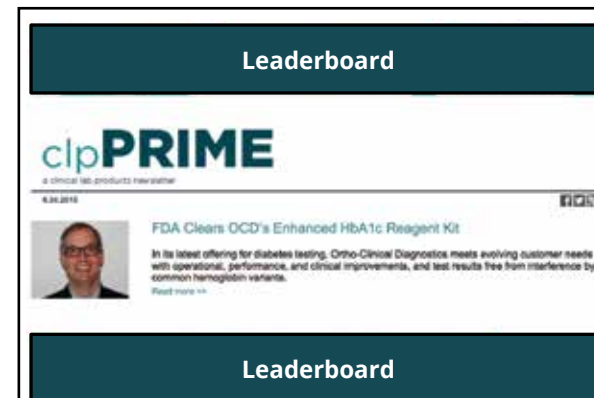 Leaderboard
clpPRIME
a clinical lab products newsletter
FDA Clears OCD's Enhanced HbA1c Reagent Kit
In its latest offering for diabetes testing, Ortho-Clinical Diagnostics meets evolving customer needs
with operational, performance, and clinical improvements, and test results free from interference by
common hemoglobin variants.
Read more >>
Leaderboard